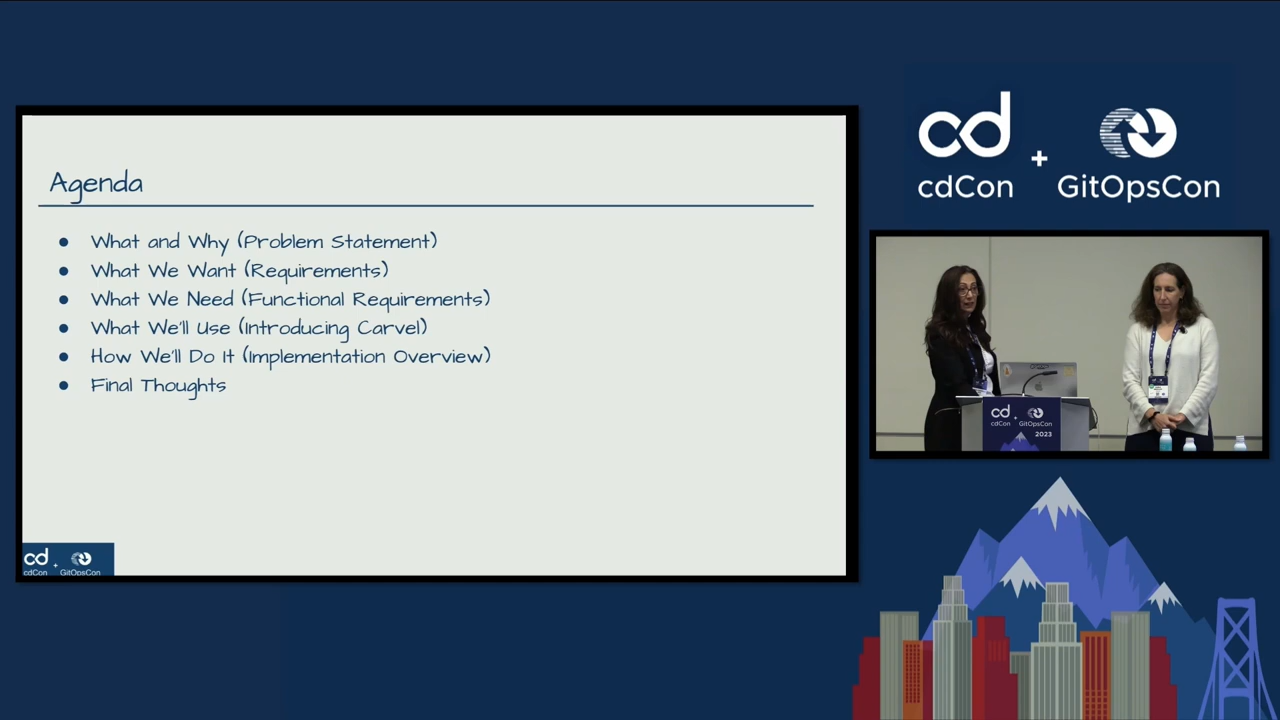 Agenda
● What and Why (Problem Statement)
● What We Want (Requirements)
● What We Need (Functional Requirements)
● What We'll Use (Introducing Carvel)
● How We'll Do It (Implementation Overview)
● Final Thoughts
cd
cdCon
+
GitOpsCon
cd
cdCon
+
GitOpsCon
2023
cd
cdCon
+
GitOpsCon